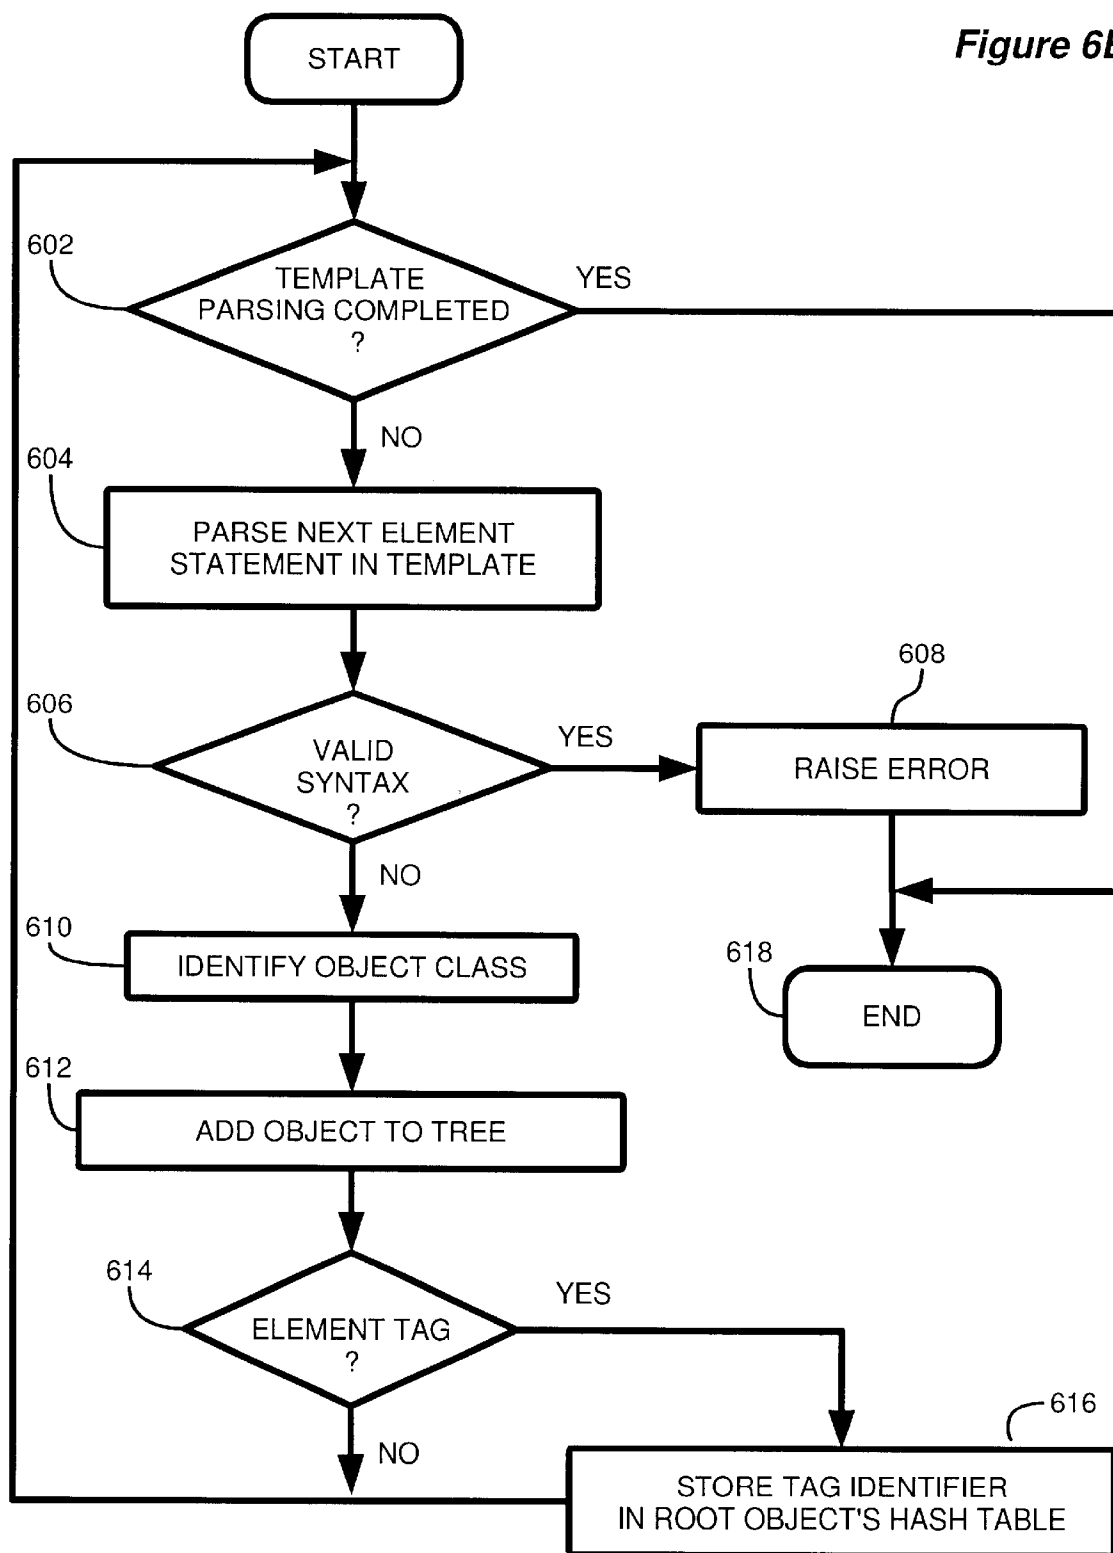 START
Figure 6B
602
TEMPLATE
PARSING COMPLETED
?
YES
NO
604
PARSE NEXT ELEMENT
STATEMENT IN TEMPLATE
606
VALID
SYNTAX
?
YES
608
RAISE ERROR
NO
610
IDENTIFY OBJECT CLASS
618
END
612
ADD OBJECT TO TREE
614
ELEMENT TAG
?
YES
NO
616
STORE TAG IDENTIFIER
IN ROOT OBJECT'S HASH TABLE